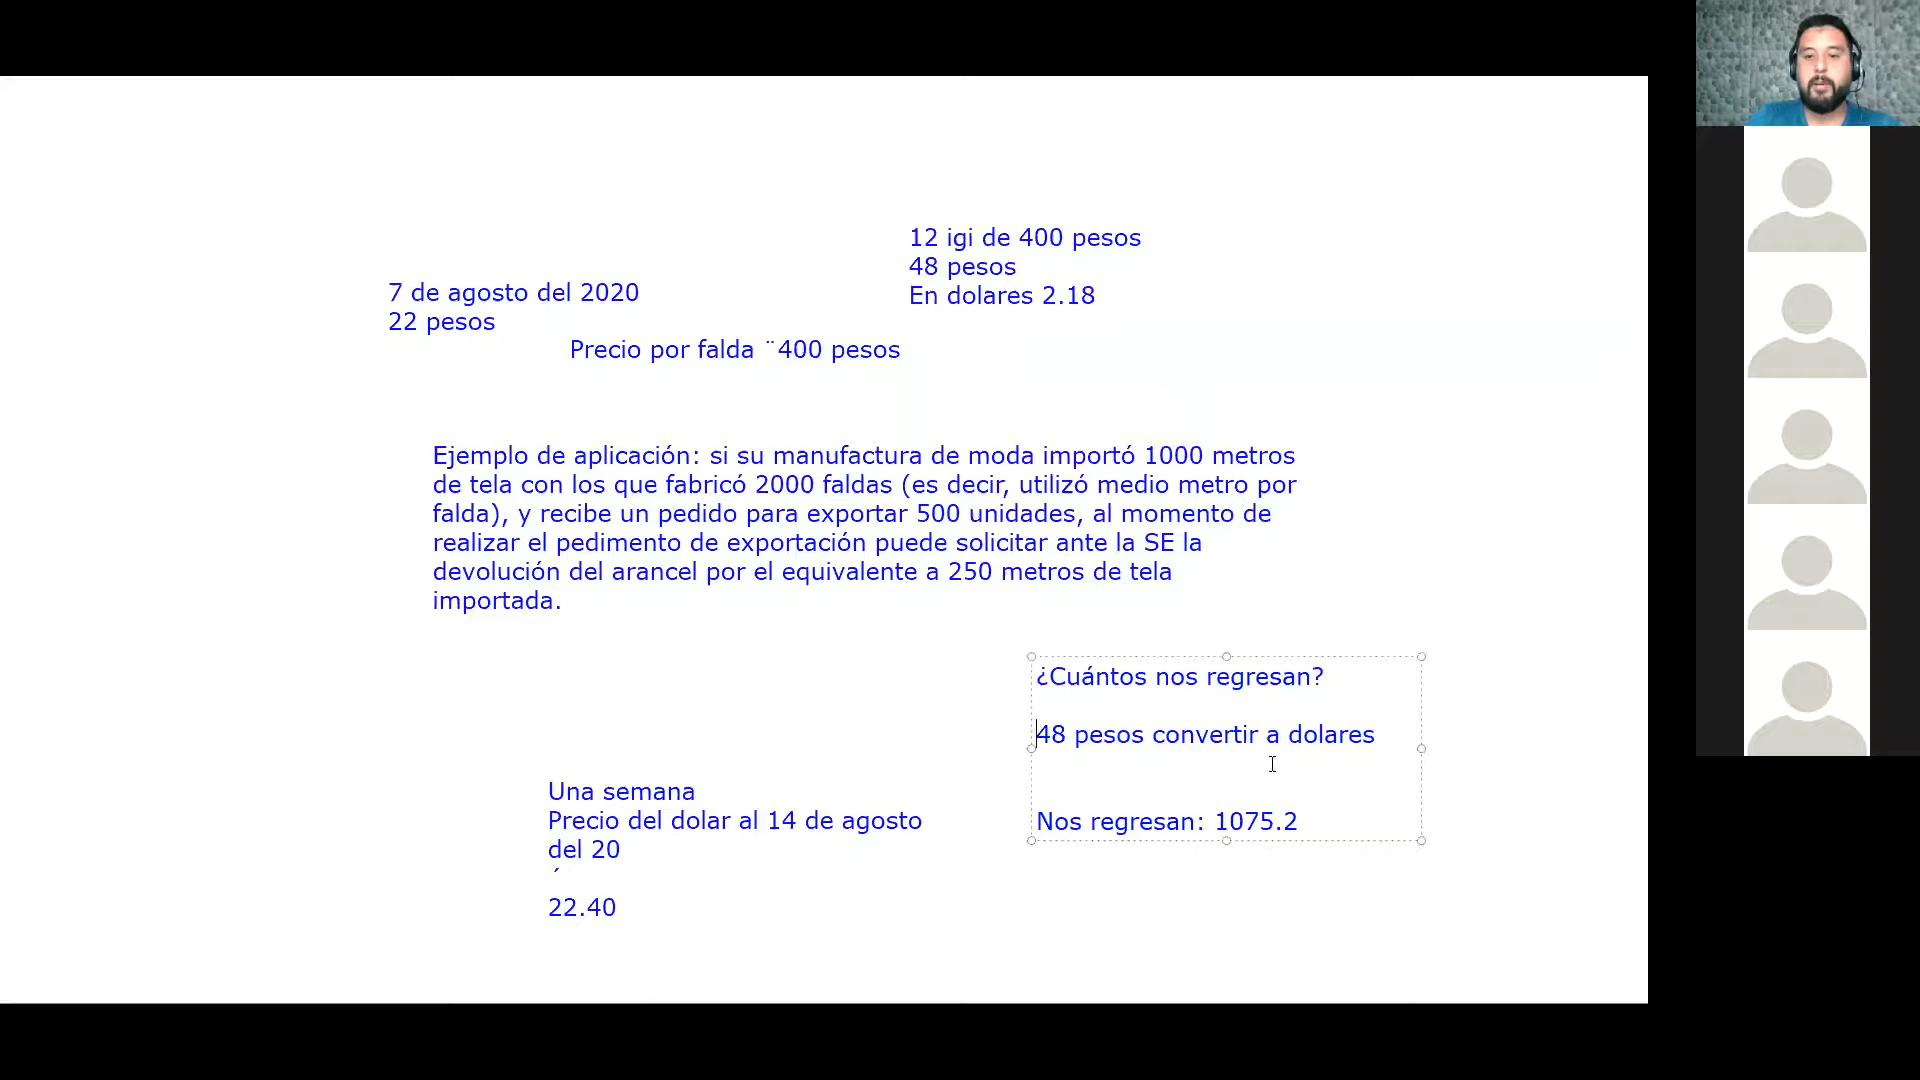 12 igi de 400 pesos
48 pesos
En dolares 2.18
7 de agosto del 2020
22 pesos
Precio por falda ¨400 pesos
Ejemplo de aplicación: si su manufactura de moda importó 1000 metros
de tela con los que fabricó 2000 faldas (es decir, utilizó medio metro por
falda), y recibe un pedido para exportar 500 unidades, al momento de
realizar el pedimento de exportación puede solicitar ante la SE la
devolución del arancel por el equivalente a 250 metros de tela
importada.
¿Cuántos nos regresan?
48 pesos convertir a dolares
Nos regresan: 1075.2
Una semana
Precio del dolar al 14 de agosto
del 20
´
22.40